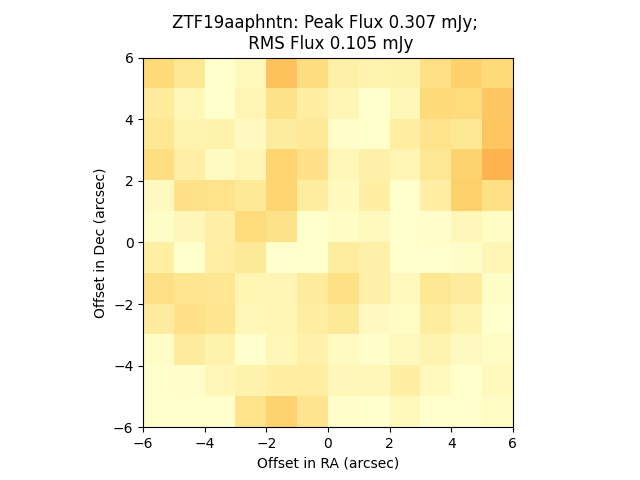 ZTF19aaphntn: Peak Flux 0.307 mJy;
RMS Flux 0.105 mJy
6
4
2
0
−2
−4
−6
Offset in Dec (arcsec)
−6 −4 −2 0 2 4 6
Offset in RA (arcsec)